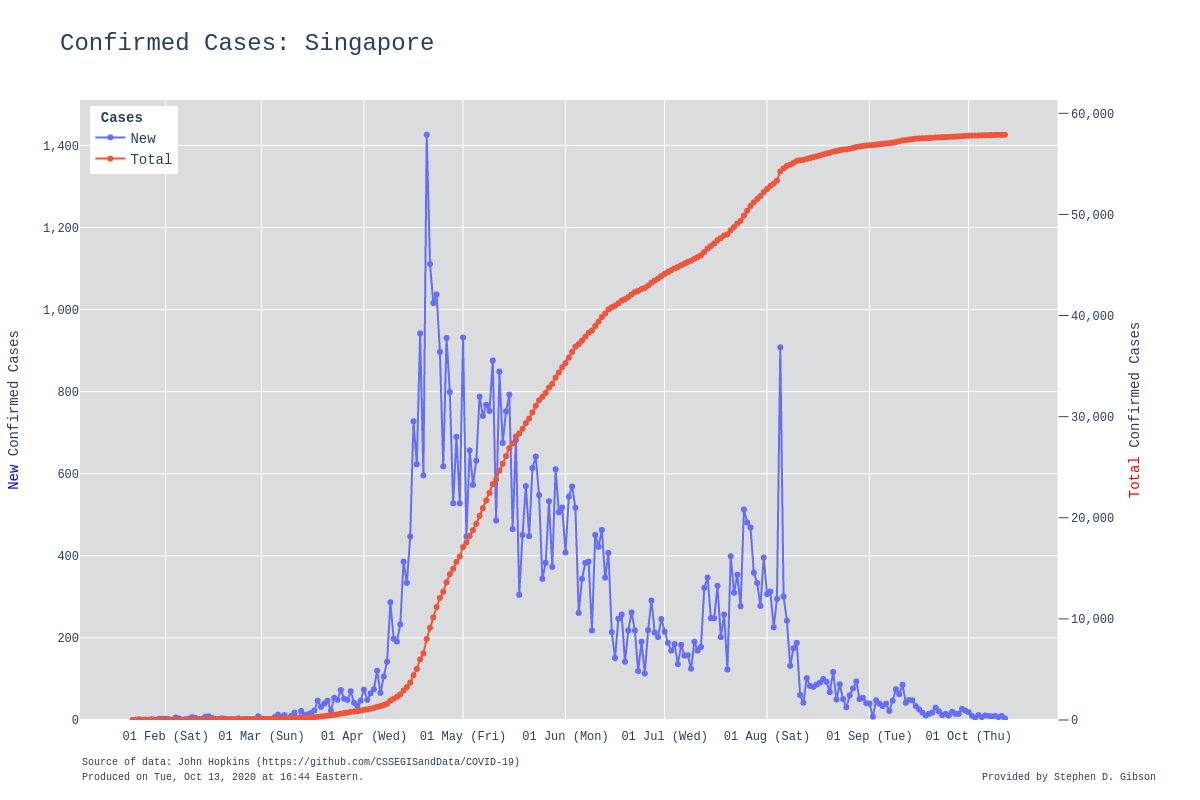 Confirmed Cases: Singapore
Cases
New
Total
1,400
1,200
1,000
800
600
400
200
0
New Confirmed Cases
60,000
50,000
40,000
30,000
20,000
10,000
0
Total Confirmed Cases
01 Feb (Sat) 01 Mar (Sun) 01 Apr (Wed) 01 May (Fri) 01 Jun (Mon) 01 Jul (Wed) 01 Aug (Sat) 01 Sep (Tue) 01 Oct (Thu)
Source of data: John Hopkins (https://github.com/CSSEGISandData/COVID-19)
Produced on Tue, Oct 13, 2020 at 16:44 Eastern.
Provided by Stephen D. Gibson